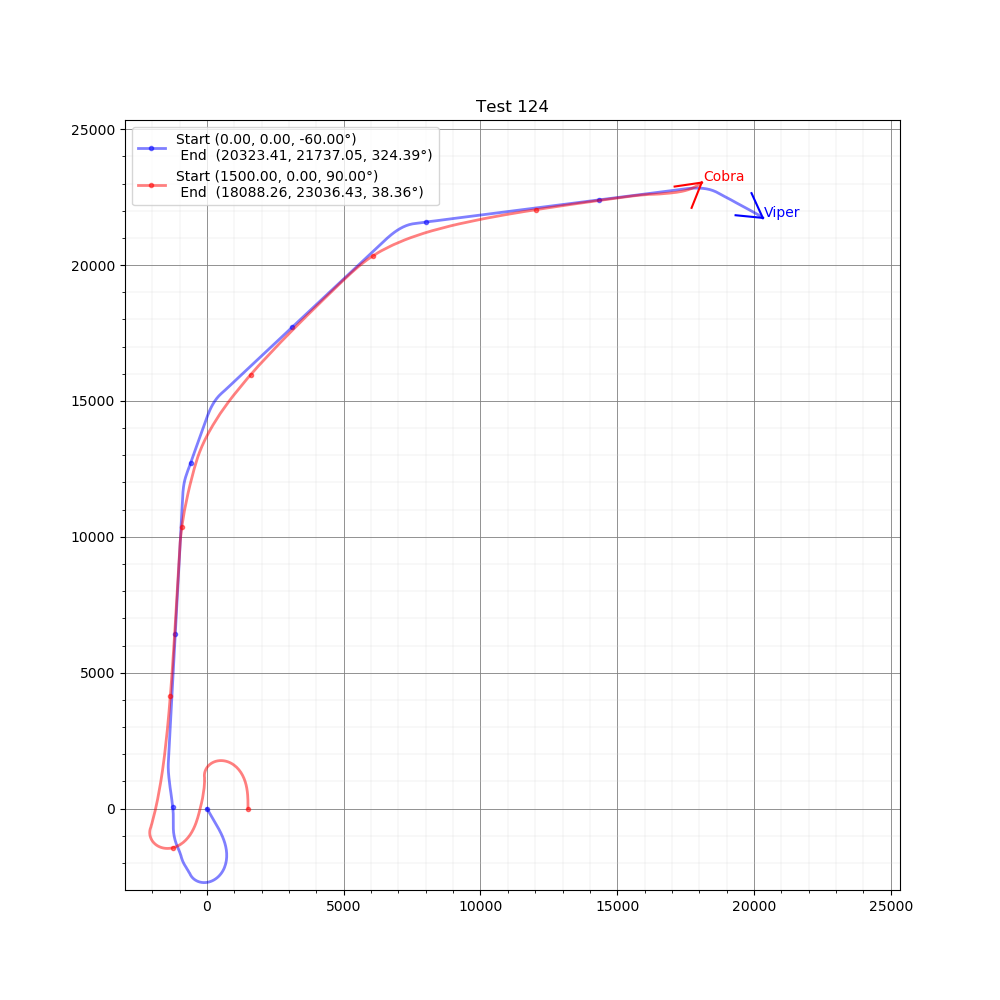 Test 124
Start (0.00, 0.00, -60.00°)
End (20323.41, 21737.05, 324.39°)
Start (1500.00, 0.00, 90.00°)
End (18088.26, 23036.43, 38.36°)
Cobra
Viper
25000
20000
15000
10000
5000
0
0
5000
10000
15000
20000
25000